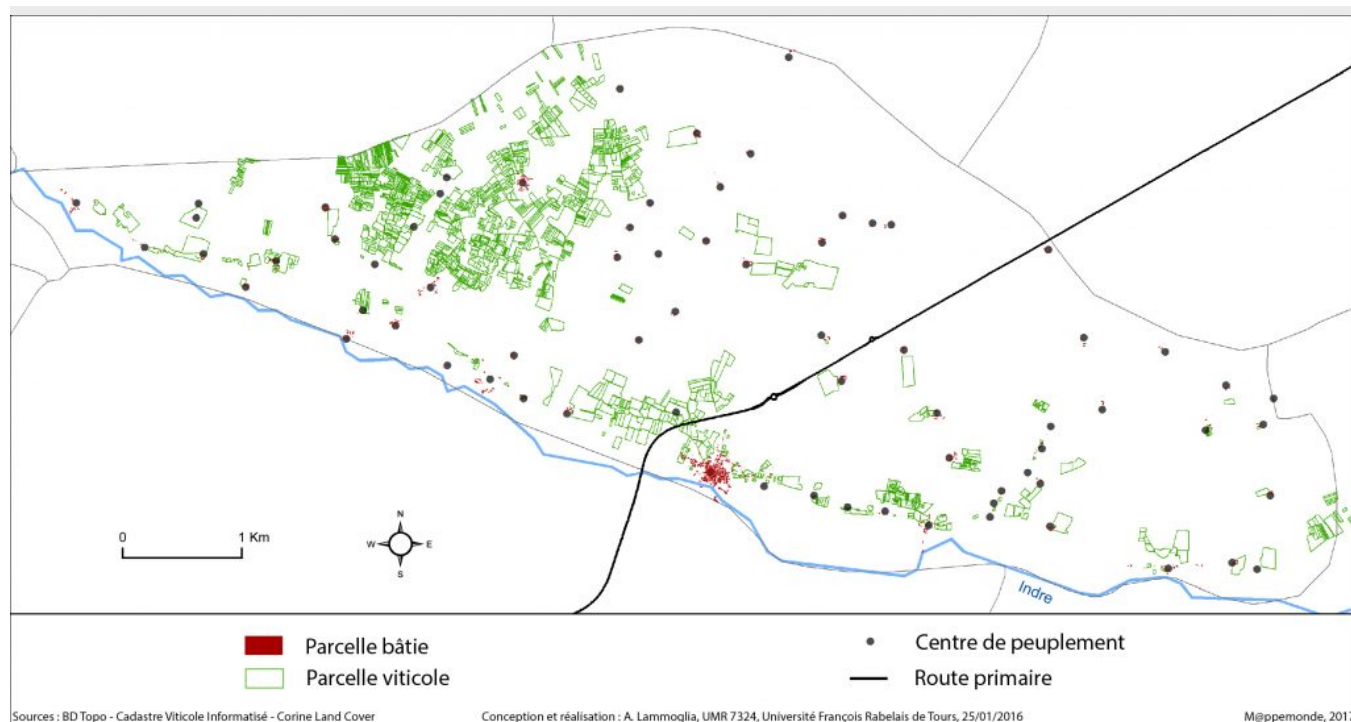 Indre
0 1 Km
N
W E
S
Parcelle bâtie
Parcelle viticole
Centre de peuplement
Route primaire
Sources : BD Topo - Cadastre Viticole Informatisé - Corine Land Cover
Conception et réalisation : A. Lammoglia, UMR 7324, Université François Rabelais de Tours, 25/01/2016
M@ppemonde, 2017